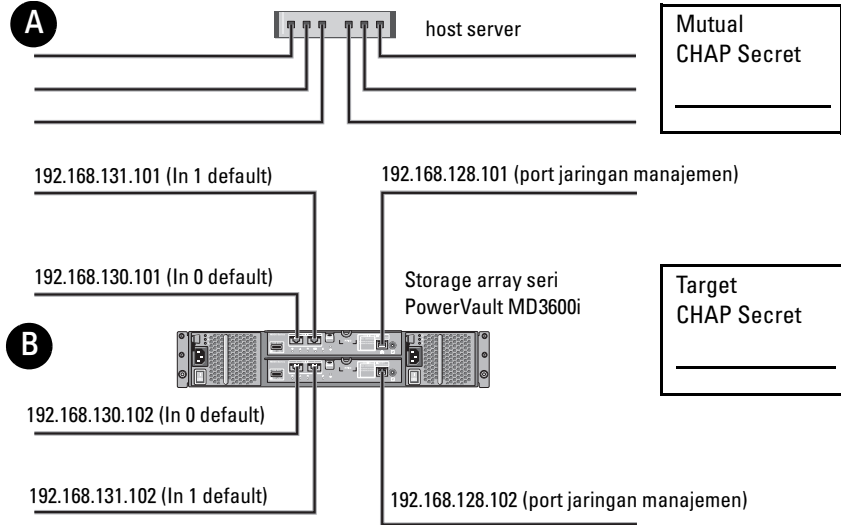 A
host server
Mutual
CHAP Secret
192.168.131.101 (In 1 default)
192.168.128.101 (port jaringan manajemen)
192.168.130.101 (In 0 default)
Storage array seri
PowerVault MD3600i
Target
CHAP Secret
B
192.168.130.102 (In 0 default)
192.168.131.102 (In 1 default)
192.168.128.102 (port jaringan manajemen)